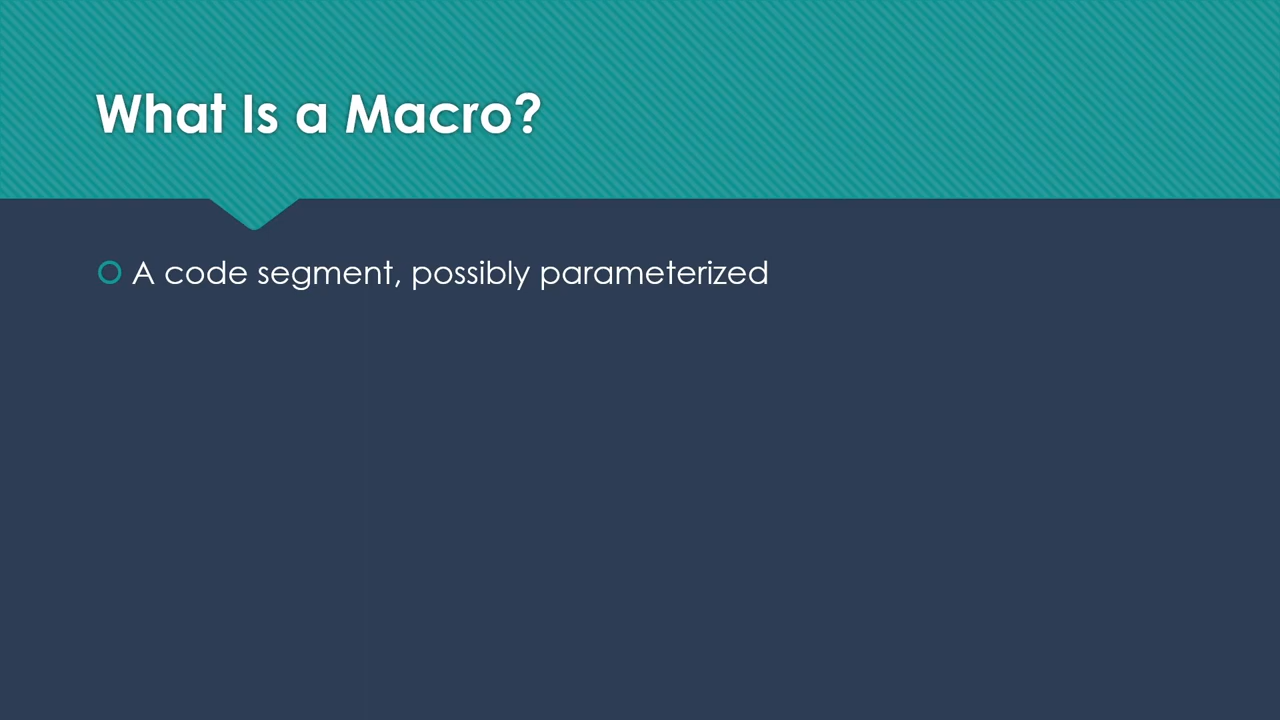 What Is a Macro?
A code segment, possibly parameterized